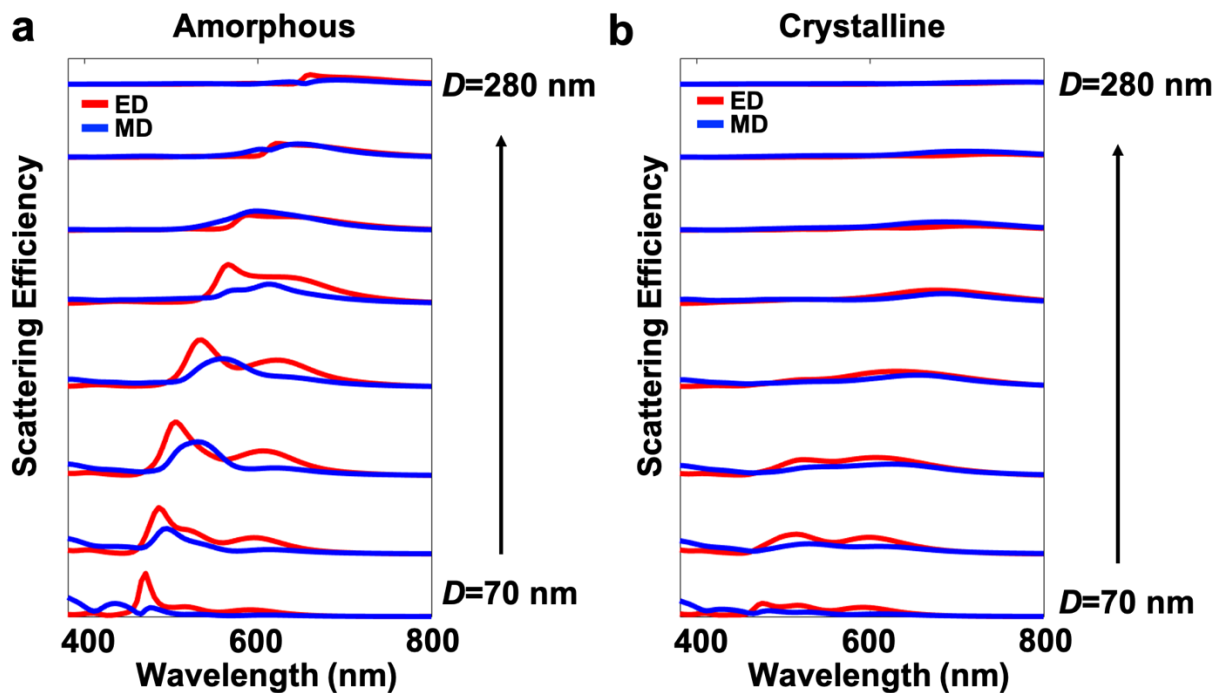 a
Amorphous
ED
MD
D=280 nm
D=70 nm
Scattering Efficiency
400
600
800
Wavelength (nm)
b
Crystalline
ED
MD
D=280 nm
D=70 nm
Scattering Efficiency
400
600
800
Wavelength (nm)